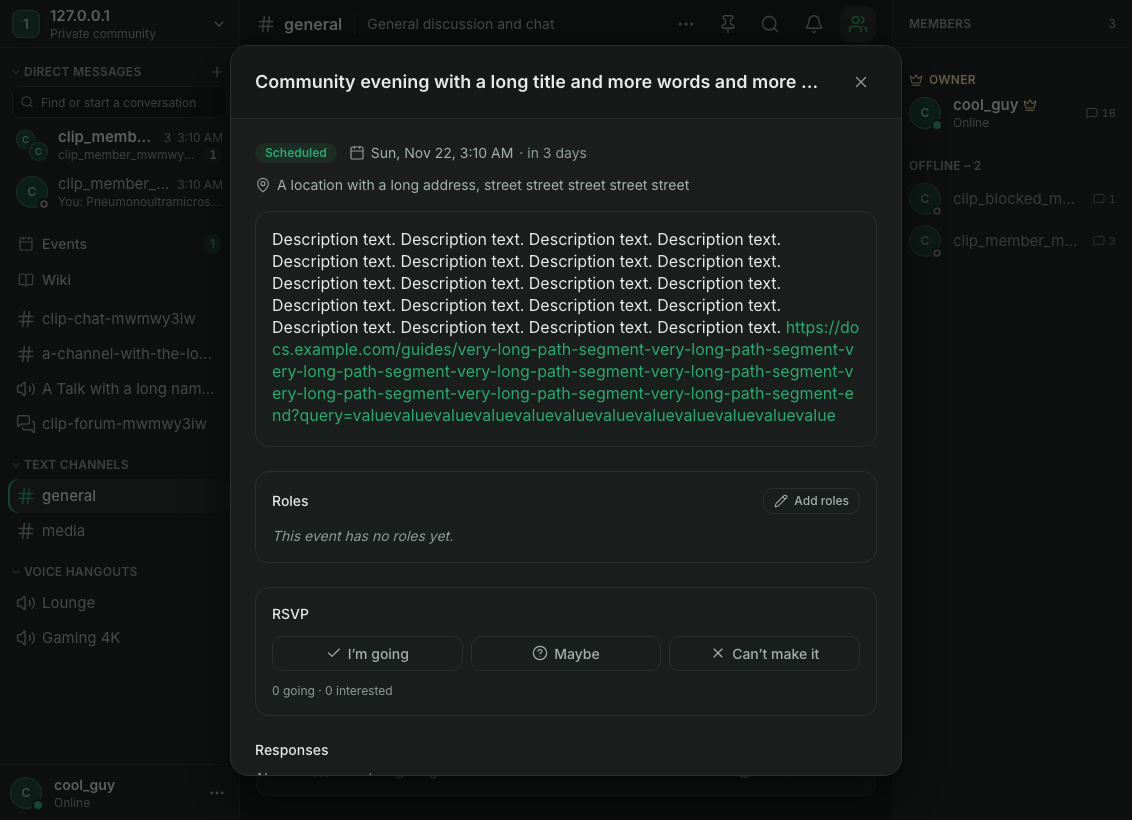 1
127.0.0.1
Private community
DIRECT MESSAGES
Find or start a conversation
C
C
clip_memb... 3 3:10 AM
clip_member_mwmwy... 1
C
clip_member_... 3:10 AM
You: Pneumonoultramicros...
Events 1
Wiki
clip-chat-mwmwy3lw
a-channel-with-the-lo...
A Talk with a long nam...
clip-forum-mwmwy3lw
TEXT CHANNELS
general
media
VOICE HANGOUTS
Lounge
Gaming 4K
C
cool_guy
Online
general
General discussion and chat
Community evening with a long title and more words and more ...
Scheduled
Sun, Nov 22, 3:10 AM · in 3 days
A location with a long address, street street street street street
Description text. Description text. Description text. Description text.
Description text. Description text. Description text. Description text.
Description text. Description text. Description text. Description text.
Description text. Description text. Description text. Description text.
Description text. Description text. Description text. Description text. https://do
cs.example.com/guides/very-long-path-segment-very-long-path-segment-v
ery-long-path-segment-very-long-path-segment-very-long-path-segment-v
ery-long-path-segment-very-long-path-segment-very-long-path-segment-e
nd?query=valuevaluevaluevaluevaluevaluevaluevaluevaluevaluevaluevalue
Roles
Add roles
This event has no roles yet.
RSVP
I'm going
Maybe
Can't make it
0 going · 0 interested
Responses
MEMBERS 3
OWNER
C
cool_guy 16
Online
OFFLINE – 2
C
clip_blocked_m... 1
C
clip_member_m... 3